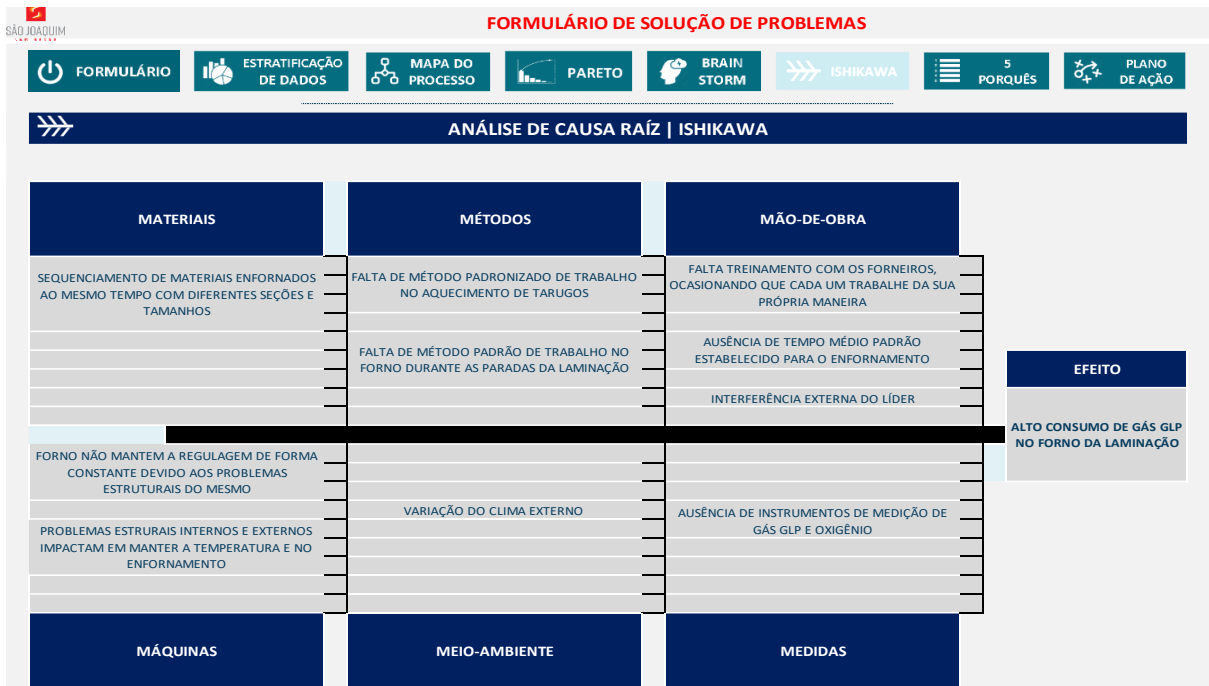 SÃO JOAQUIM
FORMULÁRIO DE SOLUÇÃO DE PROBLEMAS
FORMULÁRIO
ESTRATIFICAÇÃO
DE DADOS
MAPA DO
PROCESSO
PARETO
BRAIN
STORM
ISHIKAWA
5
PORQUÊS
PLANO
DE AÇÃO
ANÁLISE DE CAUSA RAÍZ | ISHIKAWA
MATERIAIS
MÉTODOS
MÃO-DE-OBRA
SEQUENCIAMENTO DE MATERIAIS ENFORNADOS
AO MESMO TEMPO COM DIFERENTES SEÇÕES E
TAMANHOS
FALTA DE MÉTODO PADRONIZADO DE TRABALHO
NO AQUECIMENTO DE TARUGOS
FALTA DE MÉTODO PADRÃO DE TRABALHO NO
FORNO DURANTE AS PARADAS DA LAMINAÇÃO
FALTA TREINAMENTO COM OS FORNEIROS,
OCASIONANDO QUE CADA UM TRABALHE DA SUA
PRÓPRIA MANEIRA
AUSÊNCIA DE TEMPO MÉDIO PADRÃO
ESTABELECIDO PARA O ENFORNAMENTO
INTERFERÊNCIA EXTERNA DO LÍDER
EFEITO
ALTO CONSUMO DE GÁS GLP
NO FORNO DA LAMINAÇÃO
FORNO NÃO MANTEM A REGULAGEM DE FORMA
CONSTANTE DEVIDO AOS PROBLEMAS
ESTRUTURAIS DO MESMO
PROBLEMAS ESTRURAIS INTERNOS E EXTERNOS
IMPACTAM EM MANTER A TEMPERATURA E NO
ENFORNAMENTO
VARIAÇÃO DO CLIMA EXTERNO
AUSÊNCIA DE INSTRUMENTOS DE MEDIÇÃO DE
GÁS GLP E OXIGÊNIO
MÁQUINAS
MEIO-AMBIENTE
MEDIDAS